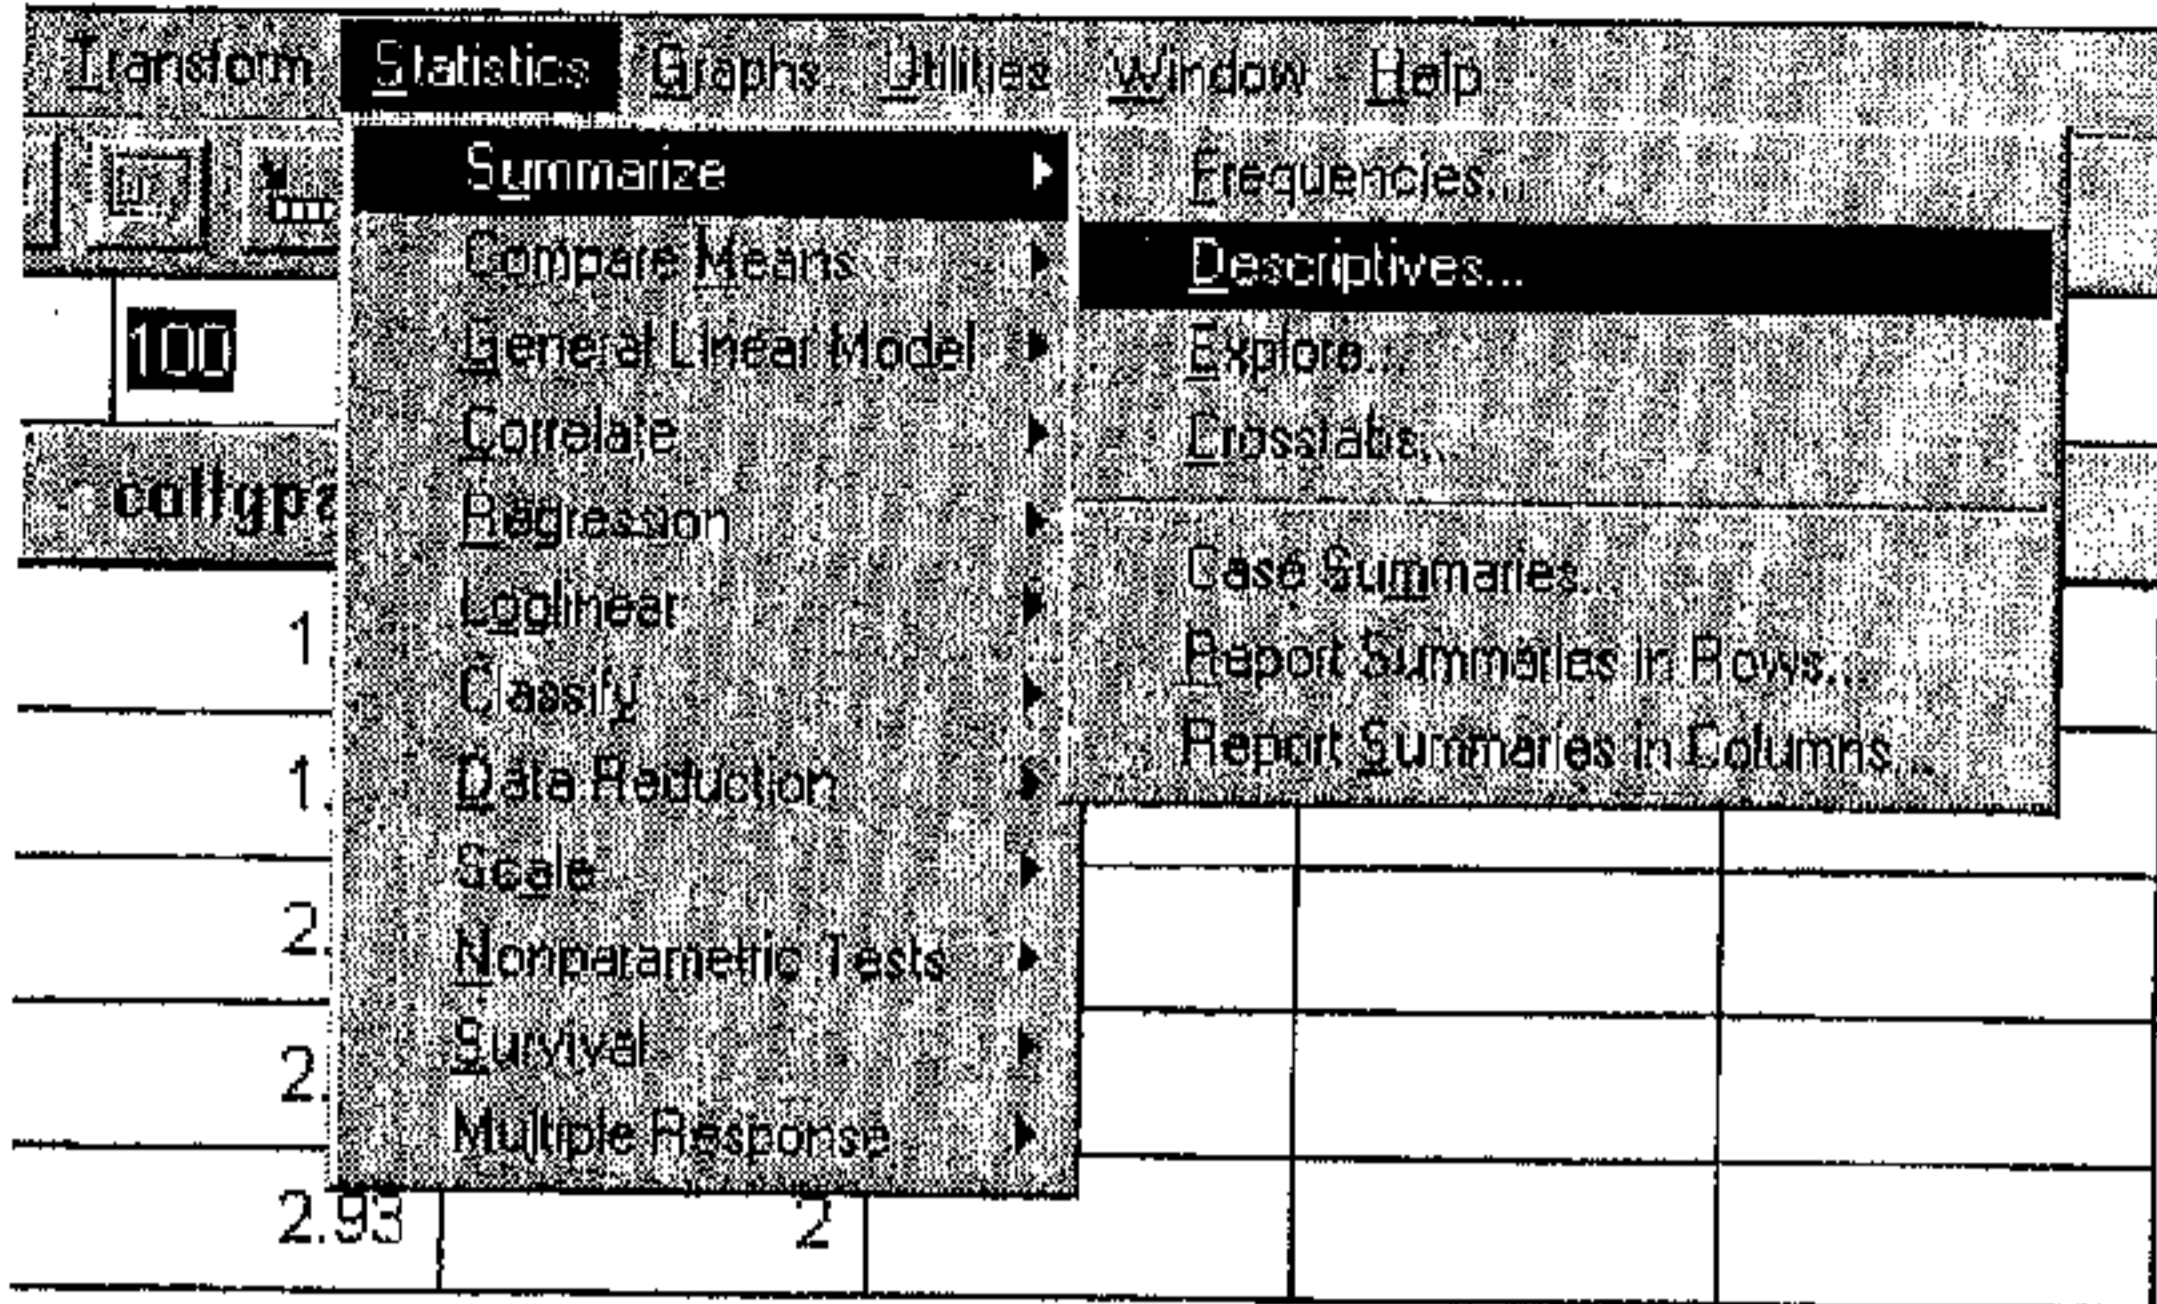 Transform Statistics Graphs Utilities Window Help
Summarize
Compare Means
General Linear Model
Correlate
Regression
Loglinear
Classify
Data Reduction
Scale
Nonparametric Tests
Survival
Multiple Response
Frequencies...
Descriptives...
Explore...
Crosstabs...
Case Summaries...
Report Summaries in Rows...
Report Summaries in Columns...
100
1
1.
2.
2.
2.93 2